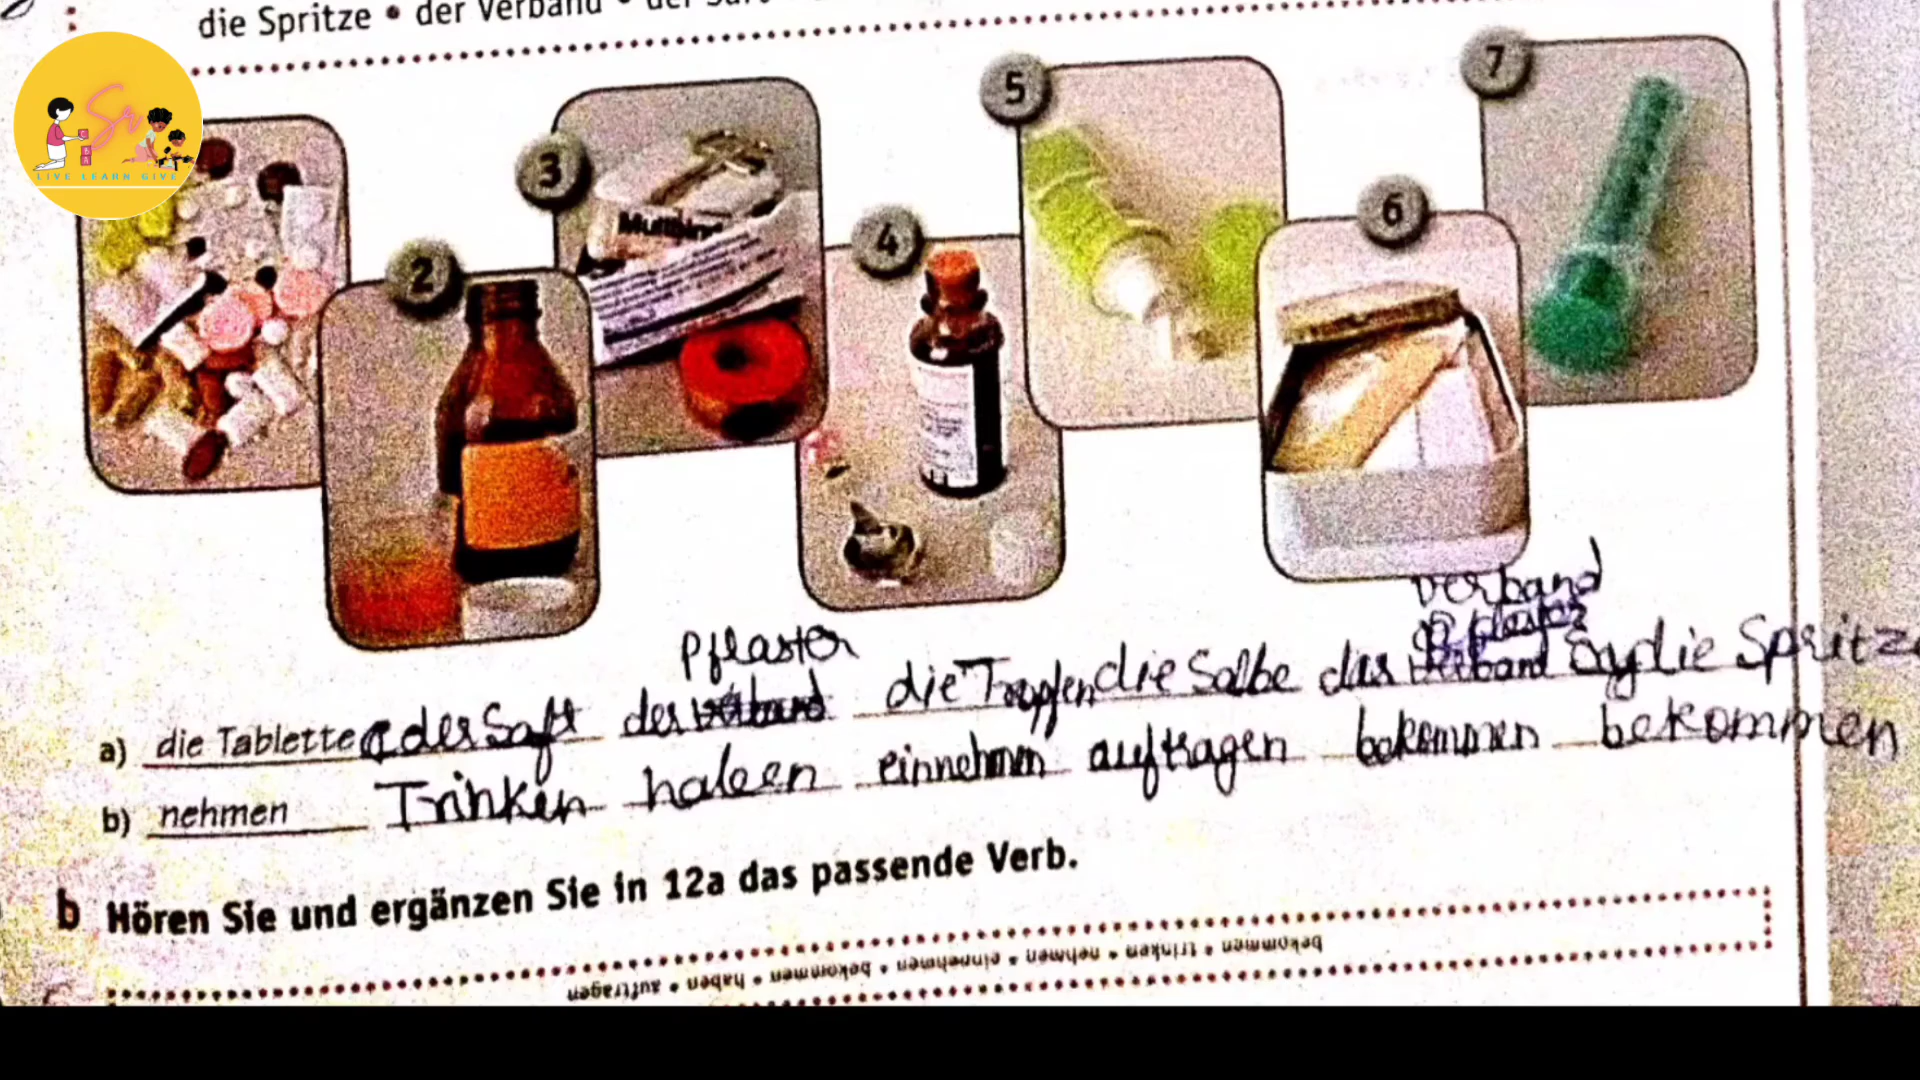 die Spritze • der Verband
Sr
LIVE LEARN GIVE
2
3
4
5
6
7
Multi
verband
pflaster
Pflaster
a) die Tablette der Saft der verband die Tropfen die Salbe das verband die Spritze
b) nehmen Trinken haben einnehmen auftragen bekommen bekommen
b Hören Sie und ergänzen Sie in 12a das passende Verb.
bekommen • trinken • nehmen • einnehmen • bekommen • haben • auftragen